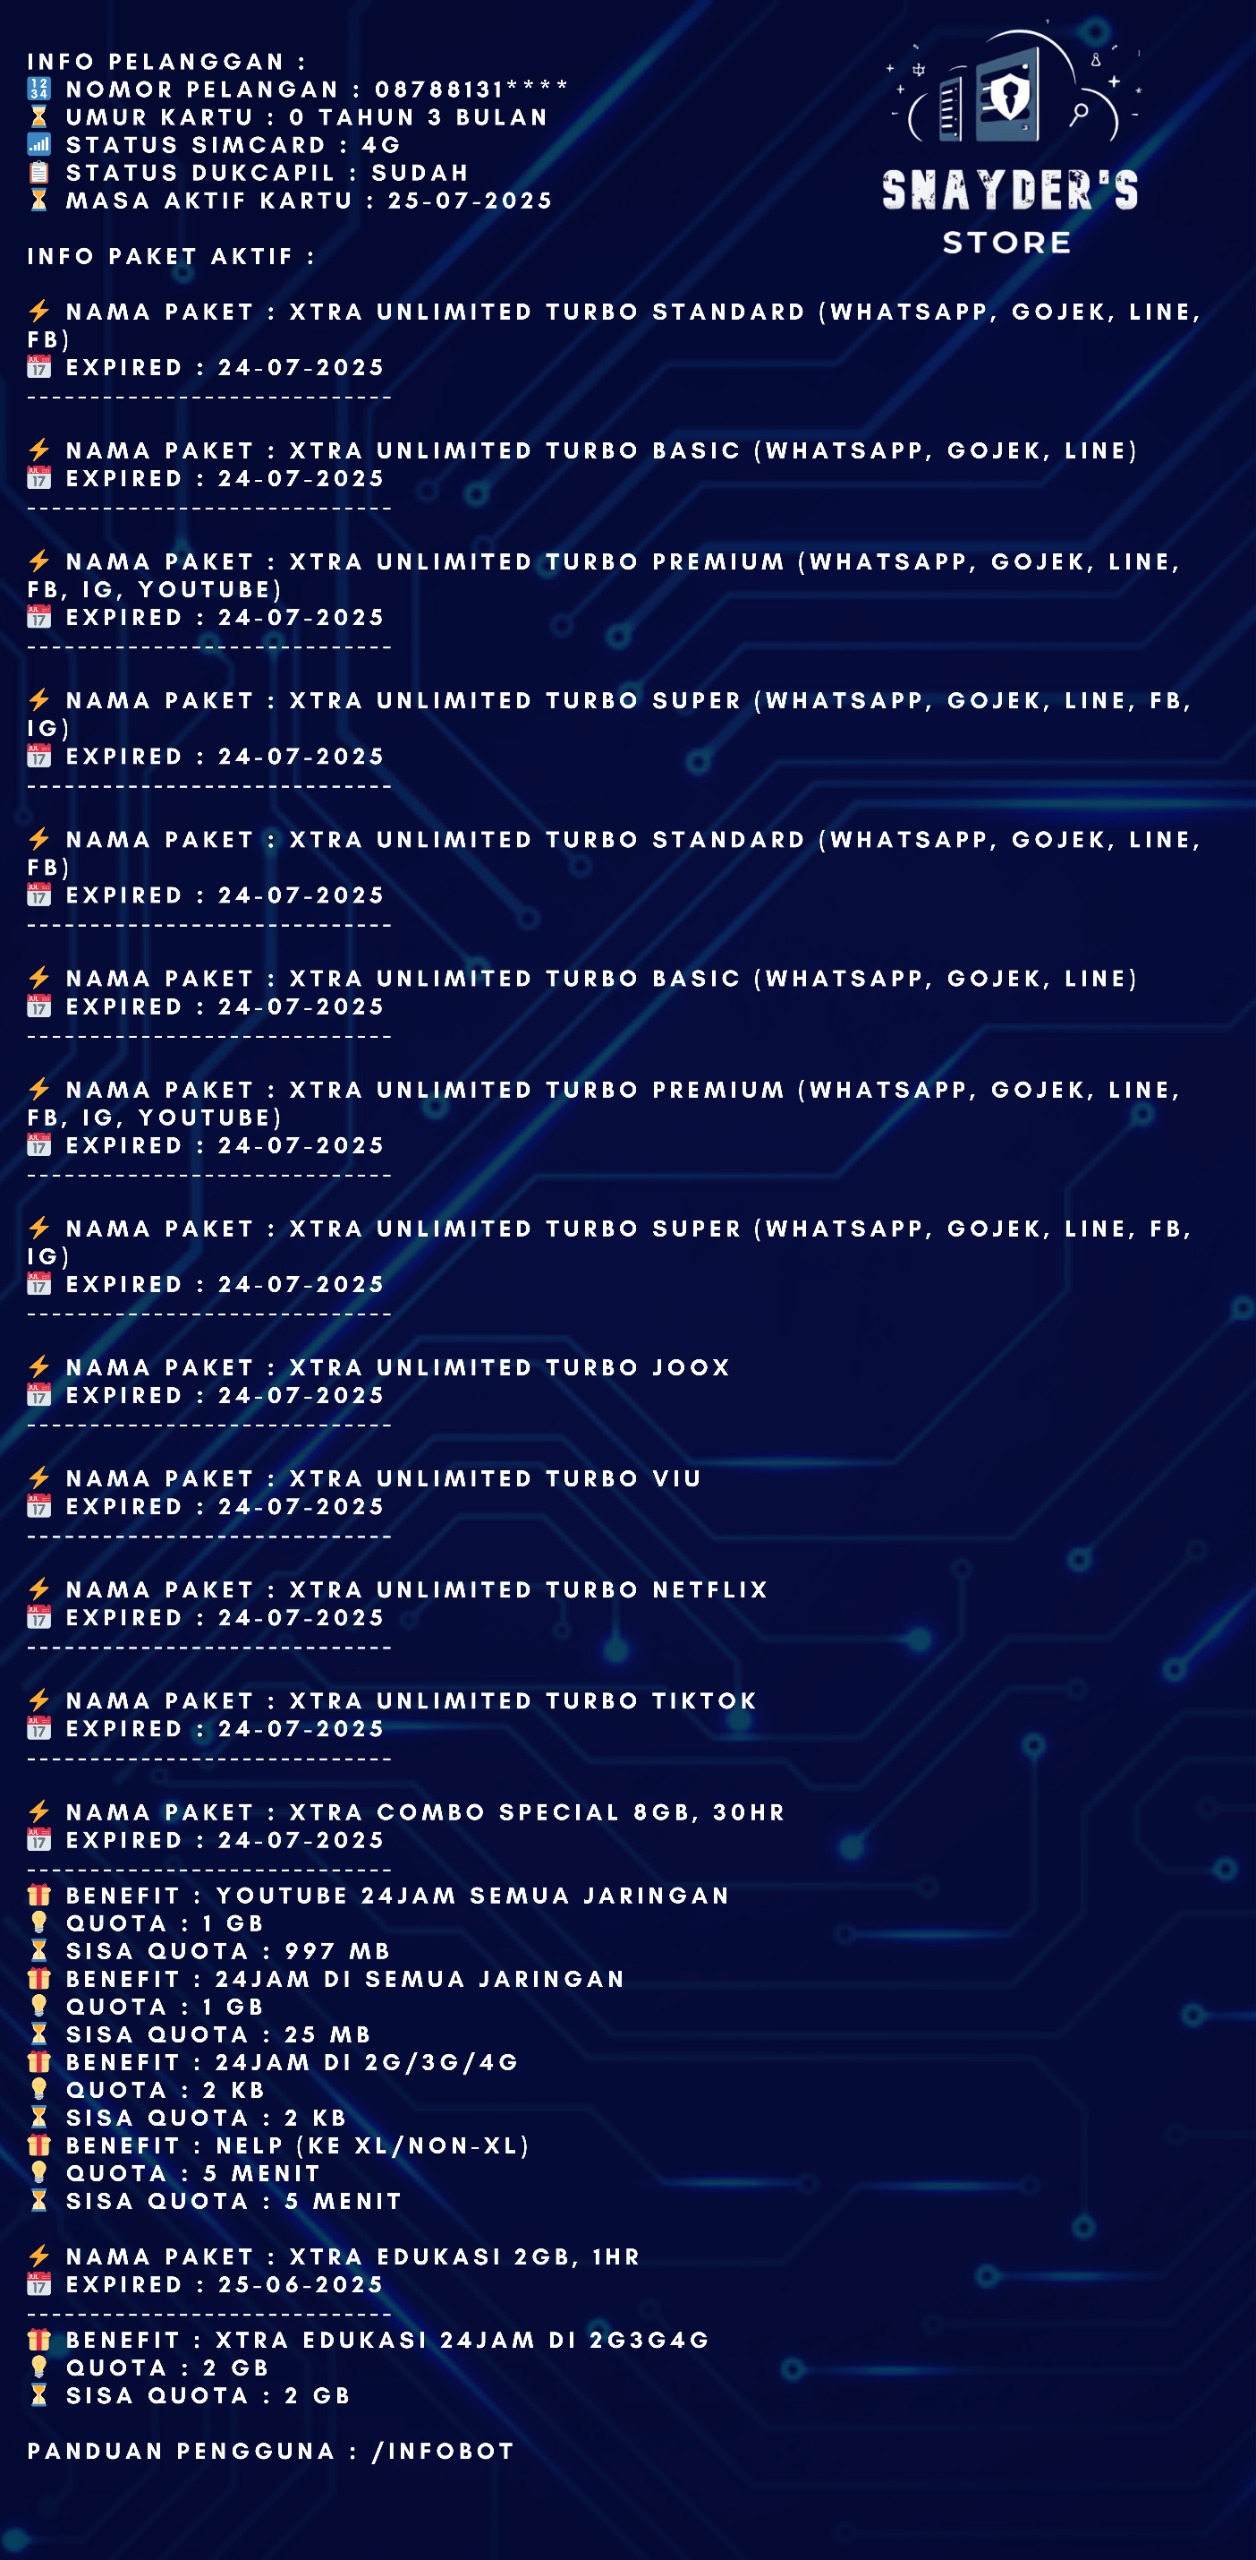 INFO PELANGGAN :
🔢 NOMOR PELANGAN : 08788131****
⏳ UMUR KARTU : 0 TAHUN 3 BULAN
📶 STATUS SIMCARD : 4G
📋 STATUS DUKCAPIL : SUDAH
⏳ MASA AKTIF KARTU : 25-07-2025
SNAYDER'S
STORE
INFO PAKET AKTIF :
⚡ NAMA PAKET : XTRA UNLIMITED TURBO STANDARD (WHATSAPP, GOJEK, LINE,
FB)
📅 EXPIRED : 24-07-2025
-----------------------------
⚡ NAMA PAKET : XTRA UNLIMITED TURBO BASIC (WHATSAPP, GOJEK, LINE)
📅 EXPIRED : 24-07-2025
-----------------------------
⚡ NAMA PAKET : XTRA UNLIMITED TURBO PREMIUM (WHATSAPP, GOJEK, LINE,
FB, IG, YOUTUBE)
📅 EXPIRED : 24-07-2025
-----------------------------
⚡ NAMA PAKET : XTRA UNLIMITED TURBO SUPER (WHATSAPP, GOJEK, LINE, FB,
IG)
📅 EXPIRED : 24-07-2025
-----------------------------
⚡ NAMA PAKET : XTRA UNLIMITED TURBO STANDARD (WHATSAPP, GOJEK, LINE,
FB)
📅 EXPIRED : 24-07-2025
-----------------------------
⚡ NAMA PAKET : XTRA UNLIMITED TURBO BASIC (WHATSAPP, GOJEK, LINE)
📅 EXPIRED : 24-07-2025
-----------------------------
⚡ NAMA PAKET : XTRA UNLIMITED TURBO PREMIUM (WHATSAPP, GOJEK, LINE,
FB, IG, YOUTUBE)
📅 EXPIRED : 24-07-2025
-----------------------------
⚡ NAMA PAKET : XTRA UNLIMITED TURBO SUPER (WHATSAPP, GOJEK, LINE, FB,
IG)
📅 EXPIRED : 24-07-2025
-----------------------------
⚡ NAMA PAKET : XTRA UNLIMITED TURBO JOOX
📅 EXPIRED : 24-07-2025
-----------------------------
⚡ NAMA PAKET : XTRA UNLIMITED TURBO VIU
📅 EXPIRED : 24-07-2025
-----------------------------
⚡ NAMA PAKET : XTRA UNLIMITED TURBO NETFLIX
📅 EXPIRED : 24-07-2025
-----------------------------
⚡ NAMA PAKET : XTRA UNLIMITED TURBO TIKTOK
📅 EXPIRED : 24-07-2025
-----------------------------
⚡ NAMA PAKET : XTRA COMBO SPECIAL 8GB, 30HR
📅 EXPIRED : 24-07-2025
-----------------------------
🎁 BENEFIT : YOUTUBE 24JAM SEMUA JARINGAN
💡 QUOTA : 1 GB
⏳ SISA QUOTA : 997 MB
🎁 BENEFIT : 24JAM DI SEMUA JARINGAN
💡 QUOTA : 1 GB
⏳ SISA QUOTA : 25 MB
🎁 BENEFIT : 24JAM DI 2G/3G/4G
💡 QUOTA : 2 KB
⏳ SISA QUOTA : 2 KB
🎁 BENEFIT : NELP (KE XL/NON-XL)
💡 QUOTA : 5 MENIT
⏳ SISA QUOTA : 5 MENIT
⚡ NAMA PAKET : XTRA EDUKASI 2GB, 1HR
📅 EXPIRED : 25-06-2025
-----------------------------
🎁 BENEFIT : XTRA EDUKASI 24JAM DI 2G3G4G
💡 QUOTA : 2 GB
⏳ SISA QUOTA : 2 GB
PANDUAN PENGGUNA : /INFOBOT